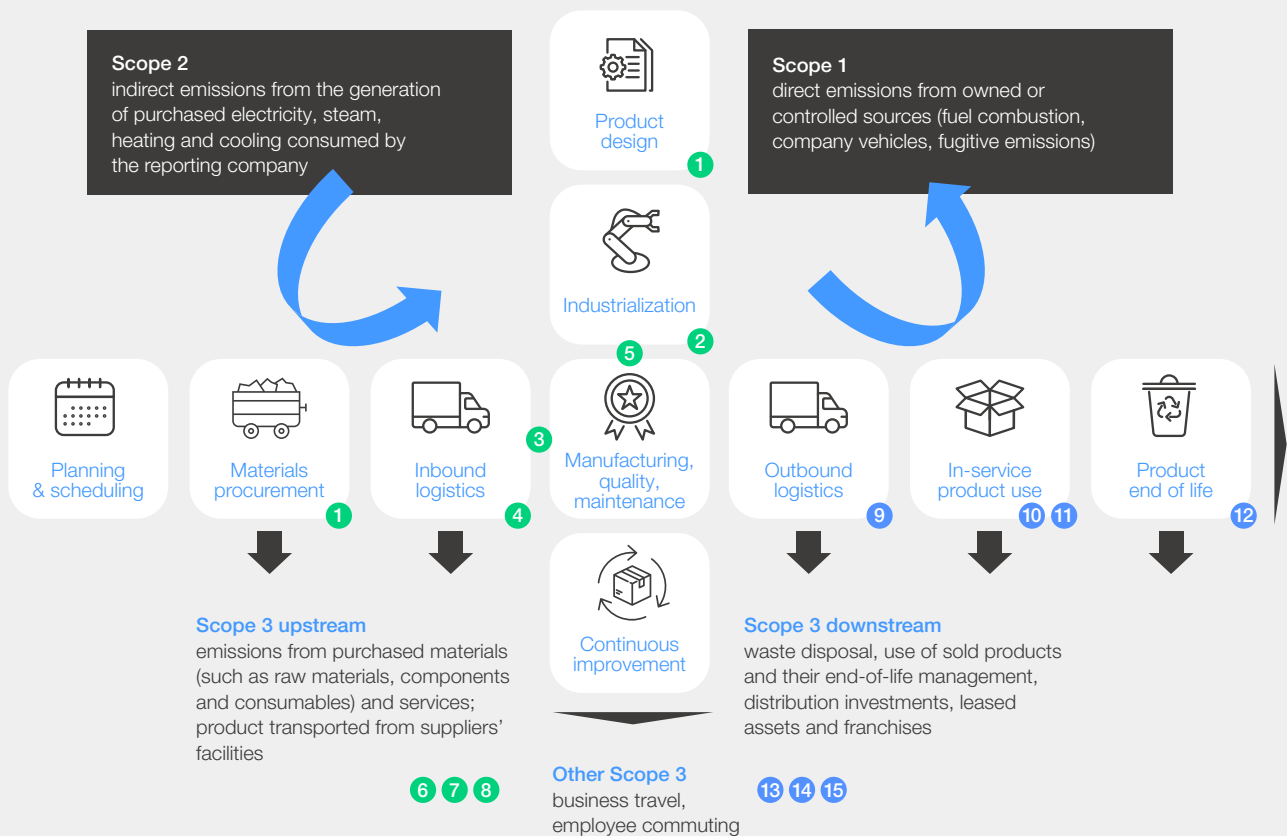 Scope 2
indirect emissions from the generation
of purchased electricity, steam,
heating and cooling consumed by
the reporting company
Product
design
1
Scope 1
direct emissions from owned or
controlled sources (fuel combustion,
company vehicles, fugitive emissions)
Industrialization
2
5
Planning
& scheduling
Materials
procurement
1
Inbound
logistics
4
3
Manufacturing,
quality,
maintenance
Outbound
logistics
9
In-service
product use
10 11
Product
end of life
12
Scope 3 upstream
emissions from purchased materials
(such as raw materials, components
and consumables) and services;
product transported from suppliers’
facilities
6 7 8
Continuous
improvement
Scope 3 downstream
waste disposal, use of sold products
and their end-of-life management,
distribution investments, leased
assets and franchises
Other Scope 3
business travel,
employee commuting
13 14 15